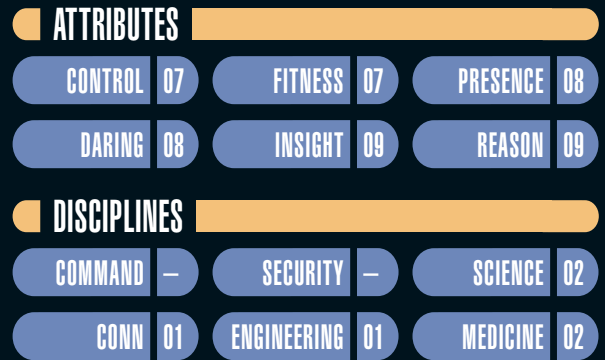 ATTRIBUTES
CONTROL 07 FITNESS 07 PRESENCE 08
DARING 08 INSIGHT 09 REASON 09
DISCIPLINES
COMMAND – SECURITY – SCIENCE 02
CONN 01 ENGINEERING 01 MEDICINE 02